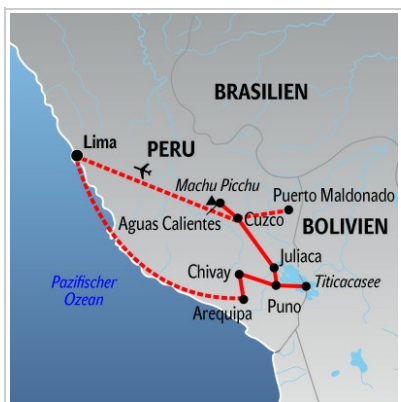 BRASILIEN
Lima
PERU
Machu Picchu
Puerto Maldonado
Aguas Calientes
Cuzco
BOLIVIEN
Juliaca
Chivay
Titicacasee
Pazifischer
Ozean
Puno
Arequipa